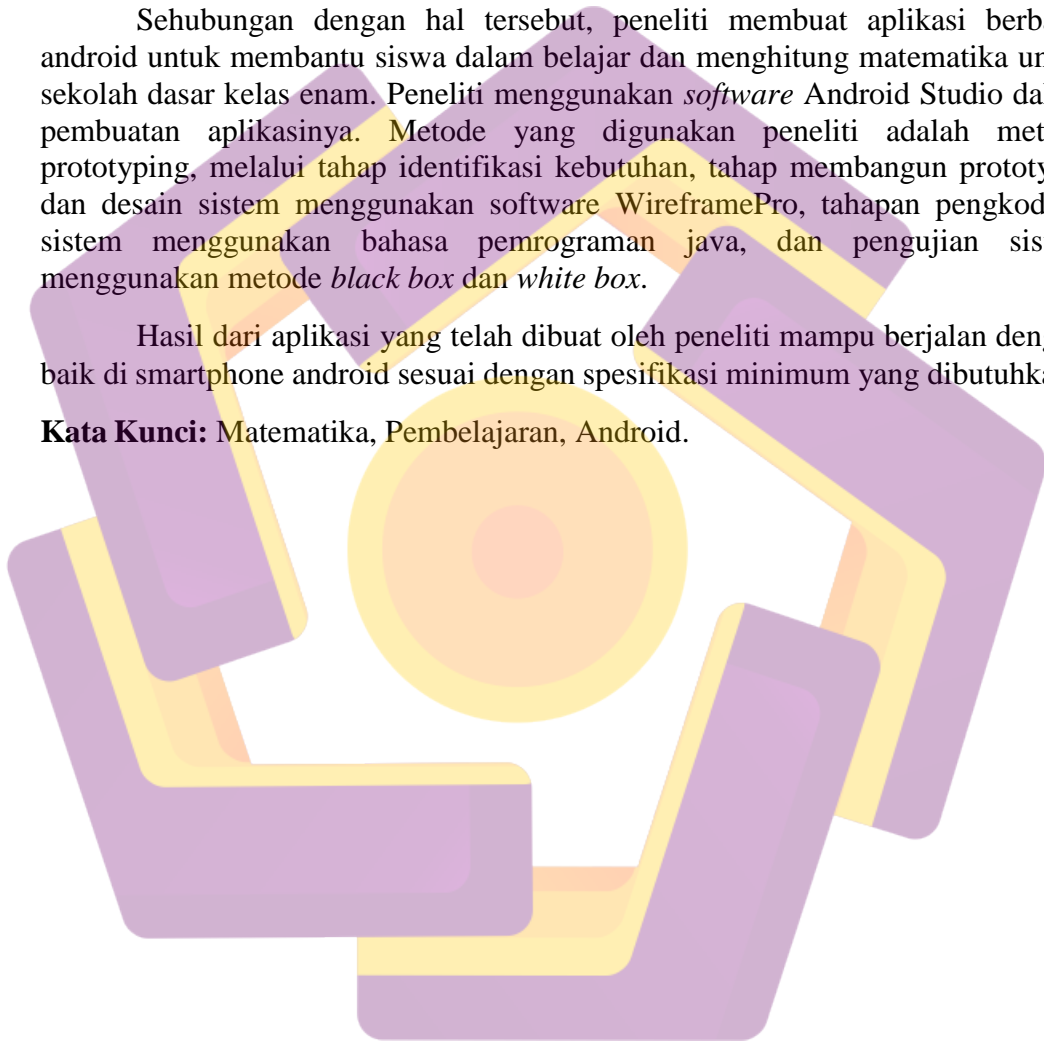 Sehubungan dengan hal tersebut, peneliti membuat aplikasi berba
android untuk membantu siswa dalam belajar dan menghitung matematika un
sekolah dasar kelas enam. Peneliti menggunakan software Android Studio dal
pembuatan aplikasinya. Metode yang digunakan peneliti adalah met
prototyping, melalui tahap identifikasi kebutuhan, tahap membangun prototy
dan desain sistem menggunakan software WireframePro, tahapan pengkod
sistem menggunakan bahasa pemrograman java, dan pengujian sis
menggunakan metode black box dan white box.
Hasil dari aplikasi yang telah dibuat oleh peneliti mampu berjalan deng
baik di smartphone android sesuai dengan spesifikasi minimum yang dibutuhka
Kata Kunci: Matematika, Pembelajaran, Android.